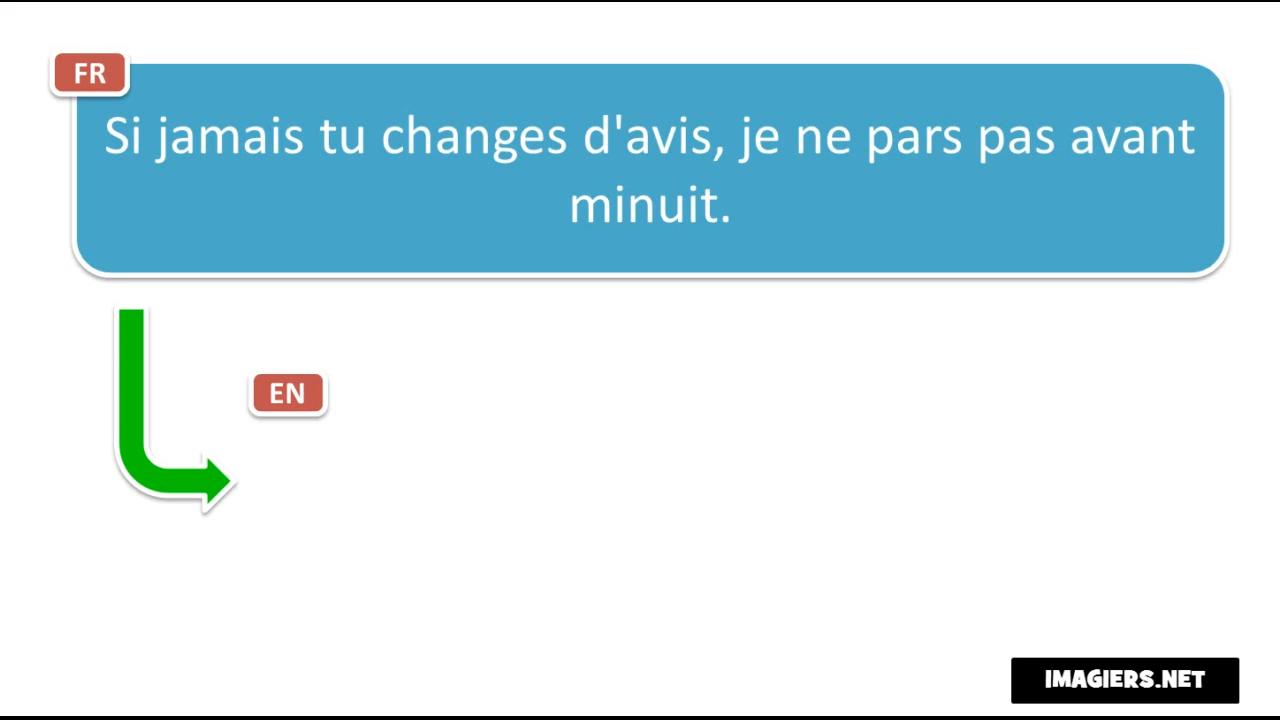 FR
Si jamais tu changes d'avis, je ne pars pas avant
minuit.
EN
IMAGIERS.NET